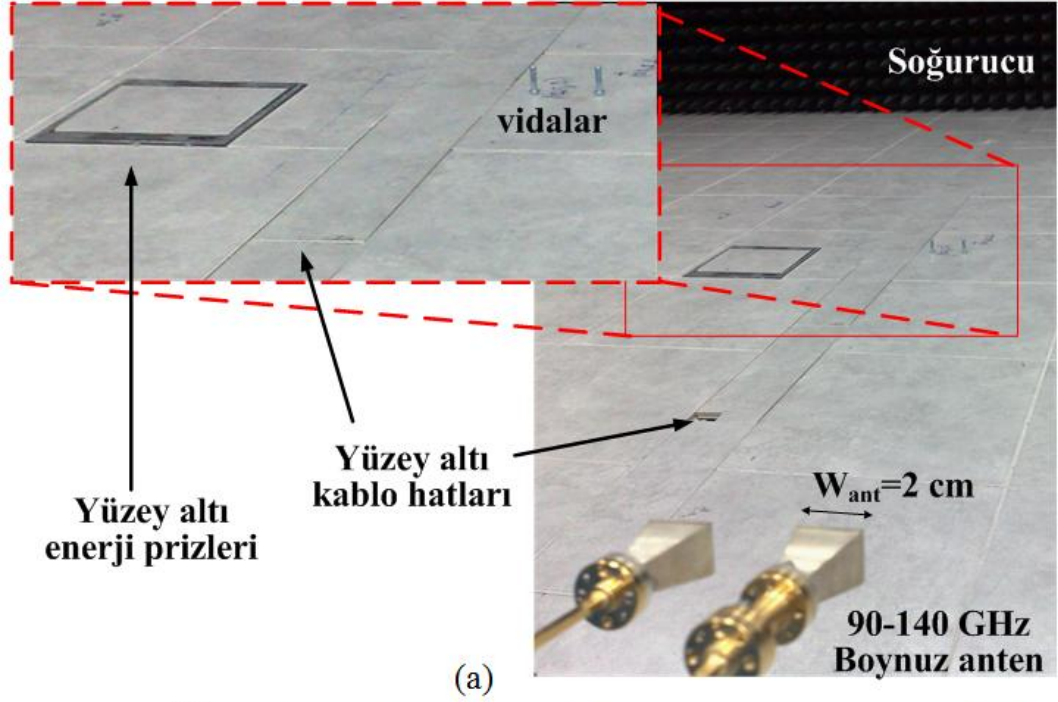 Soğurucu
vidalar
Yüzey altı
enerji prizleri
Yüzey altı
kablo hatları
W_ant=2 cm
90-140 GHz
Boynuz anten
(a)